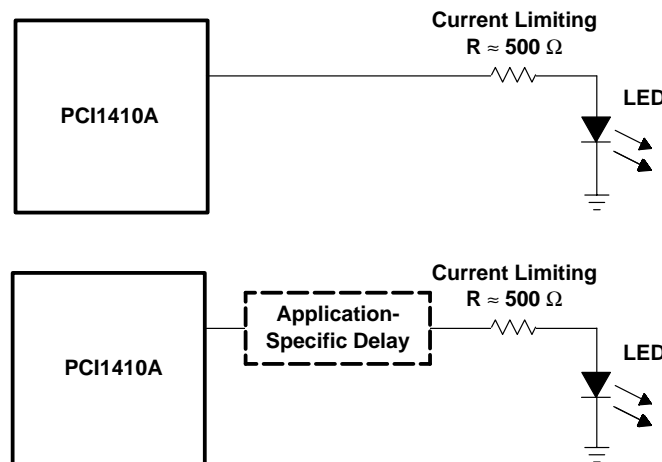 Current Limiting
R ≈ 500 Ω
LED
PCI1410A
Current Limiting
R ≈ 500 Ω
Application-
Specific Delay
LED
PCI1410A